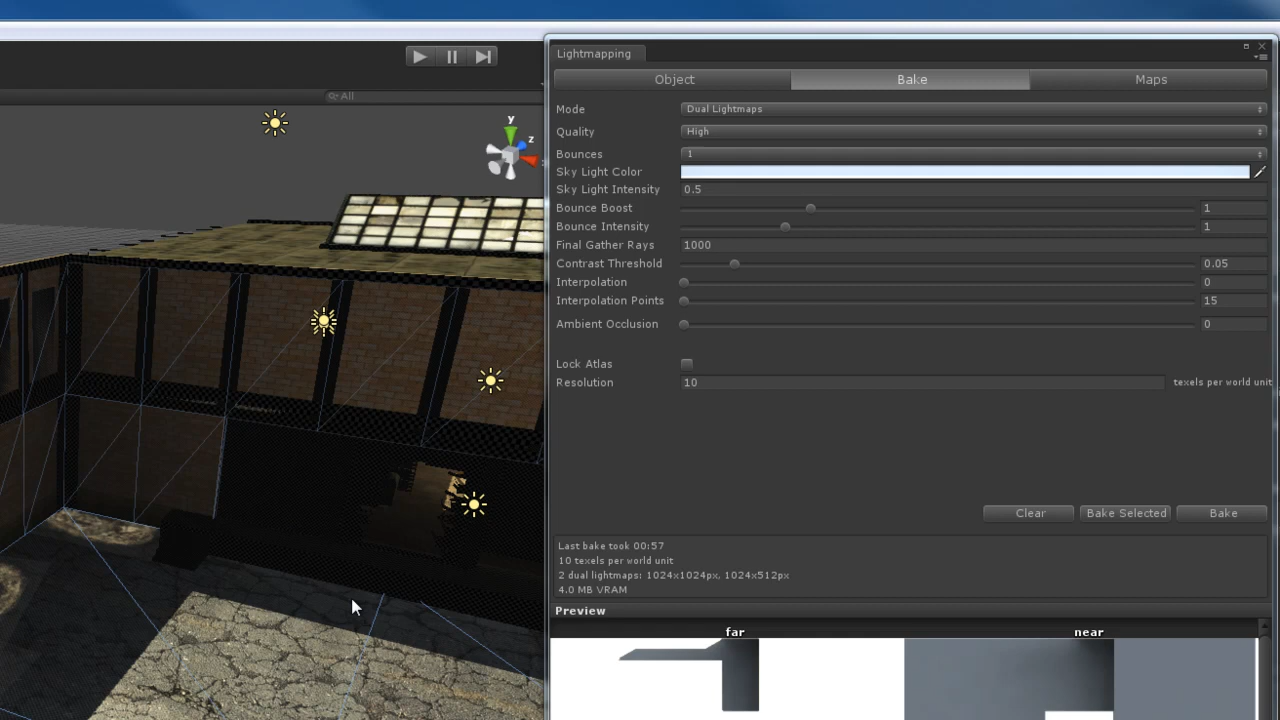 Lightmapping
Object Bake Maps
All
Mode Dual Lightmaps
y
z
Quality High
Bounces 1
Sky Light Color
Sky Light Intensity 0.5
Bounce Boost 1
Bounce Intensity 1
Final Gather Rays 1000
Contrast Threshold 0.05
Interpolation 0
Interpolation Points 15
Ambient Occlusion 0
Lock Atlas
Resolution 10 texels per world unit
Clear Bake Selected Bake
Last bake took 00:57
10 texels per world unit
2 dual lightmaps: 1024x1024px, 1024x512px
4.0 MB VRAM
Preview
far near